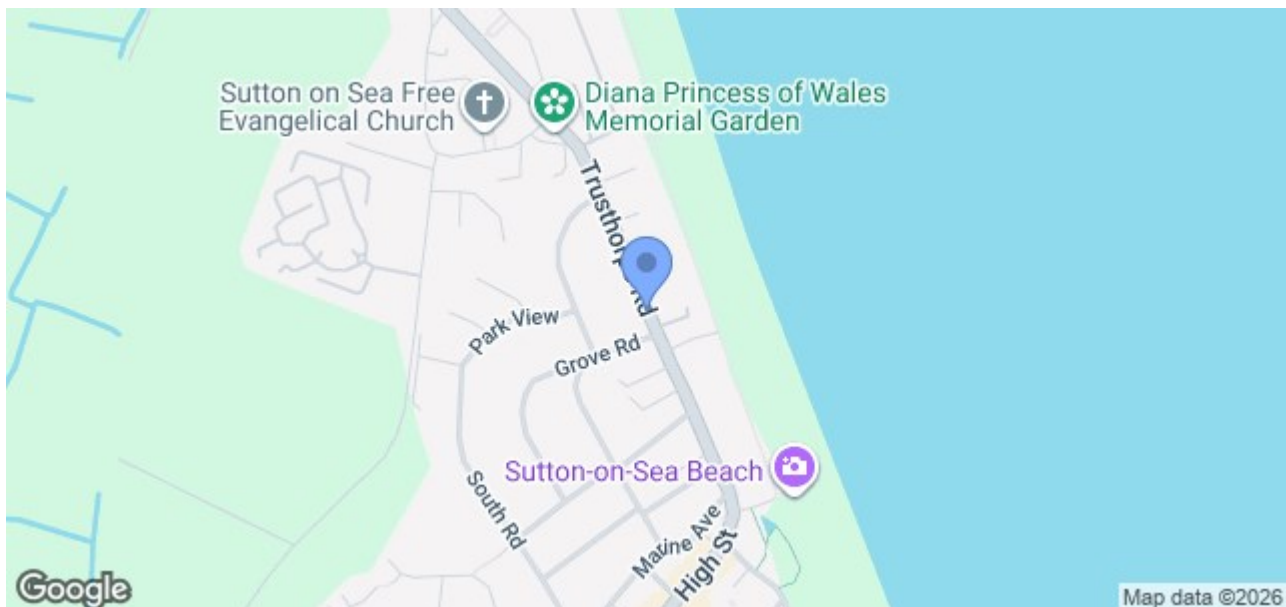 Sutton on Sea Free
Evangelical Church
Diana Princess of Wales
Memorial Garden
Park View
Grove Rd
Sutton-on-Sea Beach
South Rd
Marine Ave
High St
Google
Map data ©2026